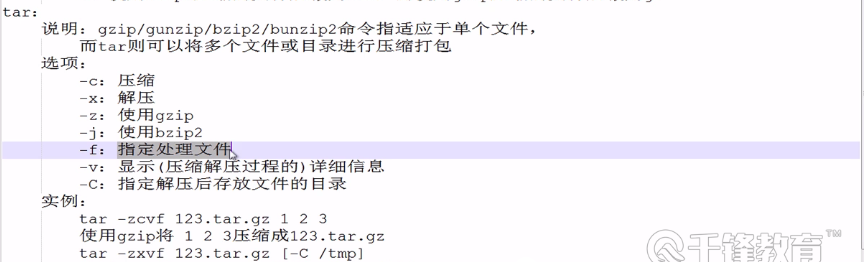 tar:
说明: gzip/gunzip/bzip2/bunzip2命令指适应于单个文件,
而tar则可以将多个文件或目录进行压缩打包
选项:
-c: 压缩
-x: 解压
-z: 使用gzip
-j: 使用bzip2
-f: 指定处理文件
-v: 显示(压缩解压过程的)详细信息
-C: 指定解压后存放文件的目录
实例:
tar -zcvf 123.tar.gz 1 2 3
使用gzip将 1 2 3压缩成123.tar.gz
tar -zxvf 123.tar.gz [-C /tmp]
千锋教育™